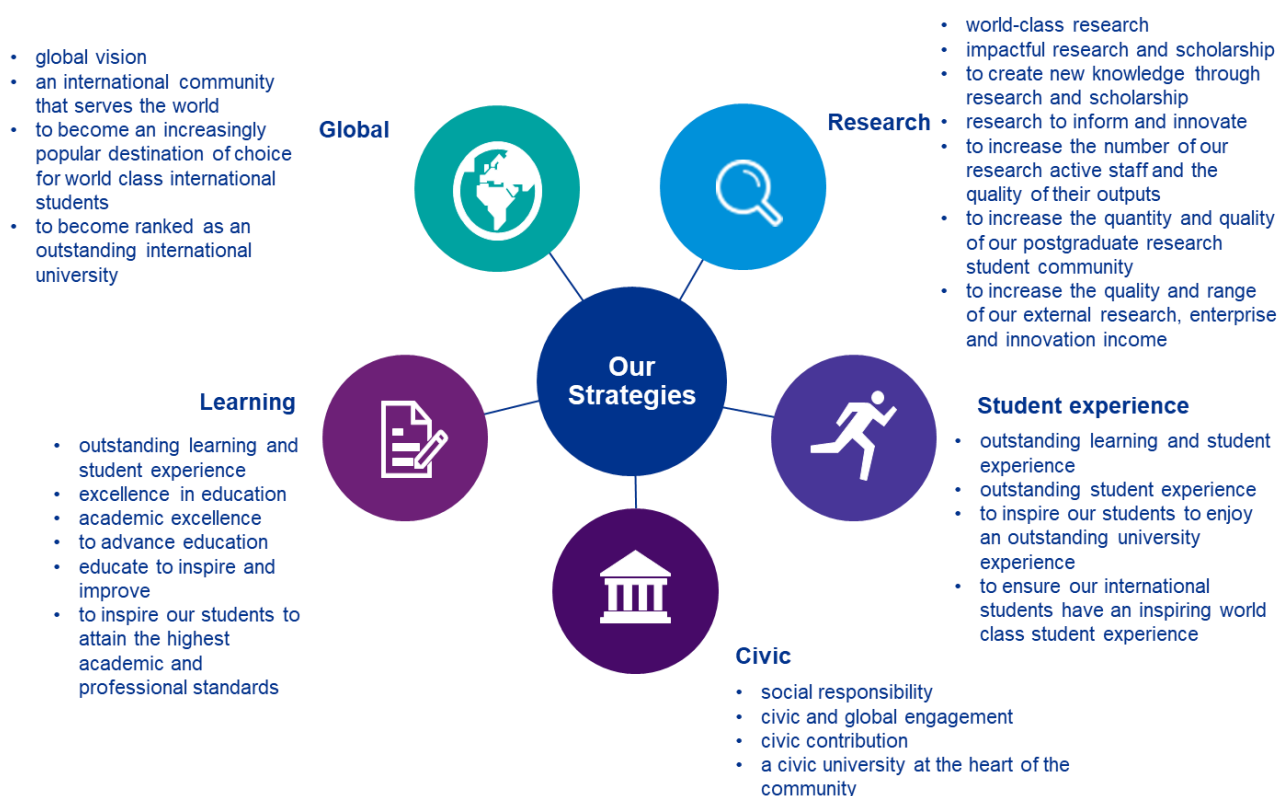 Global
• global vision
• an international community
that serves the world
• to become an increasingly
popular destination of choice
for world class international
students
• to become ranked as an
outstanding international
university
Research
• world-class research
• impactful research and scholarship
• to create new knowledge through
research and scholarship
• research to inform and innovate
• to increase the number of our
research active staff and the
quality of their outputs
• to increase the quantity and quality
of our postgraduate research
student community
• to increase the quality and range
of our external research, enterprise
and innovation income
Our
Strategies
Learning
• outstanding learning and
student experience
• excellence in education
• academic excellence
• to advance education
• educate to inspire and
improve
• to inspire our students to
attain the highest
academic and
professional standards
Student experience
• outstanding learning and student
experience
• outstanding student experience
• to inspire our students to enjoy
an outstanding university
experience
• to ensure our international
students have an inspiring world
class student experience
Civic
• social responsibility
• civic and global engagement
• civic contribution
• a civic university at the heart of the
community